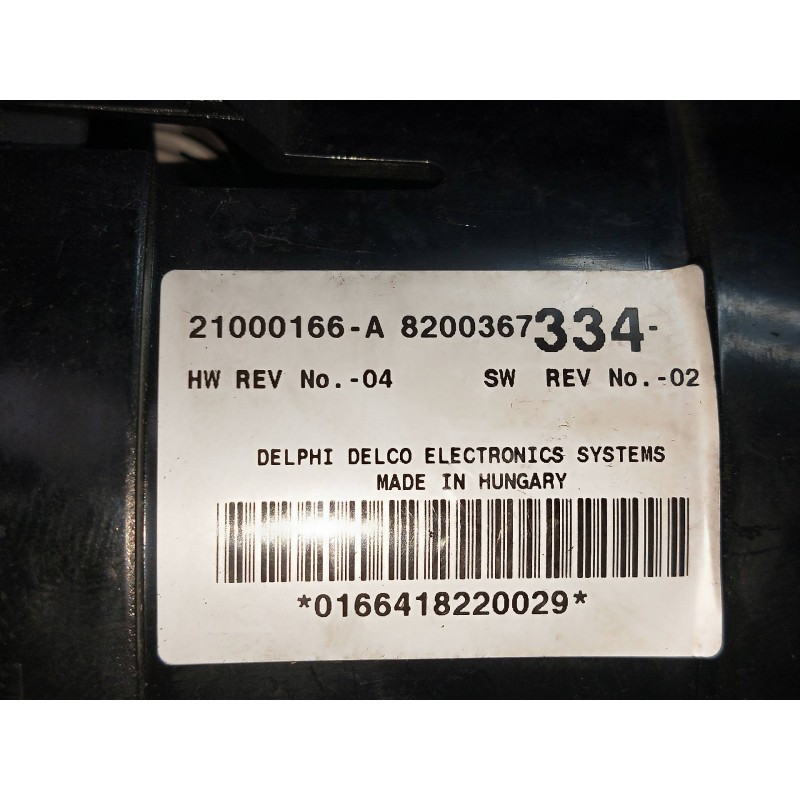 21000166-A 8200367334-
HW REV No.-04 SW REV No.-02
DELPHI DELCO ELECTRONICS SYSTEMS
MADE IN HUNGARY
*0166418220029*